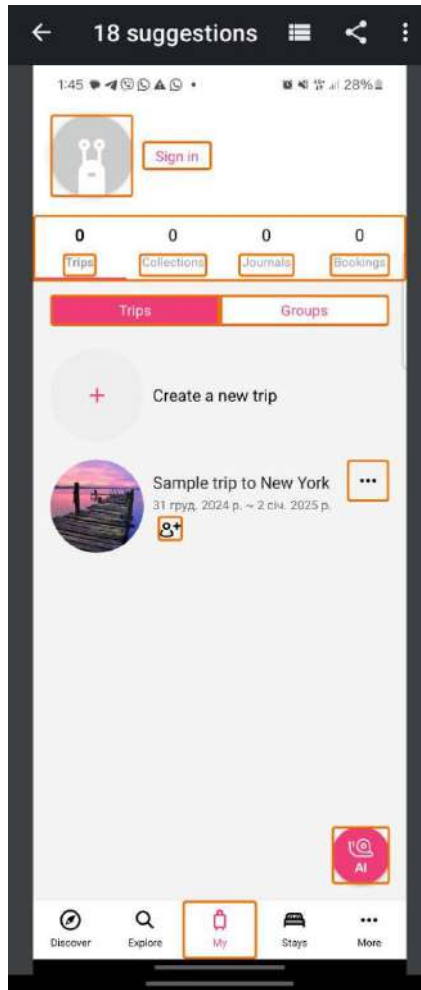 18 suggestions
1:45 28%
Sign in
0 0 0 0
Trips Collections Journals Bookings
Trips Groups
Create a new trip
Sample trip to New York
31 груд. 2024 р. ~ 2 січ. 2025 р.
AI
Discover Explore My Stays More